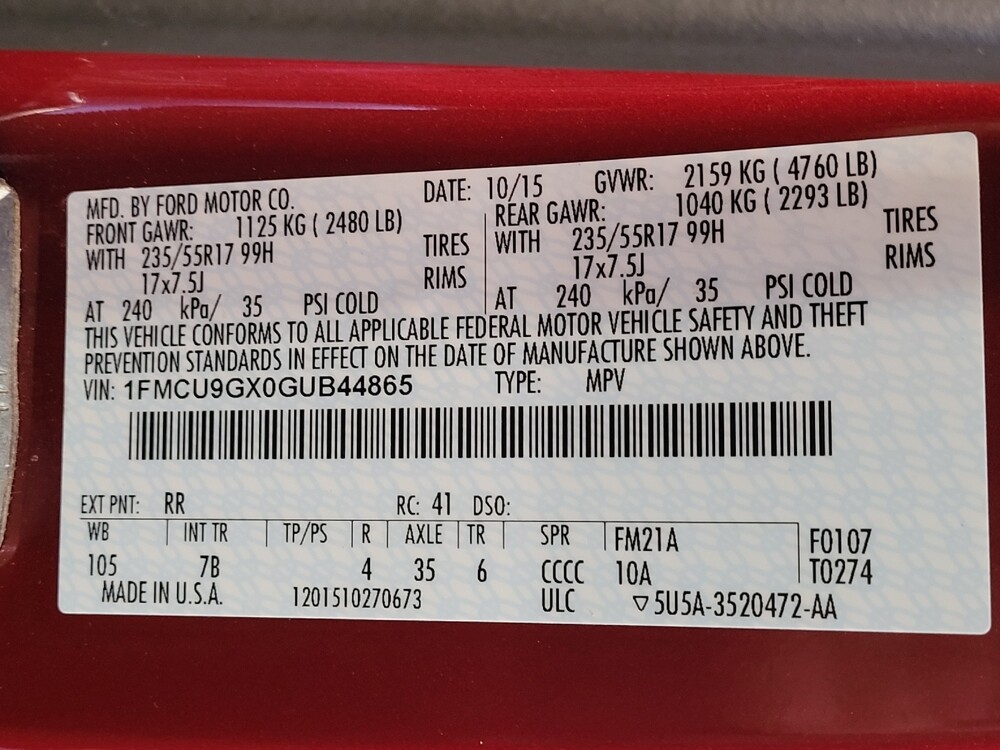 MFD. BY FORD MOTOR CO. DATE: 10/15 GVWR: 2159 KG ( 4760 LB)
FRONT GAWR: 1125 KG ( 2480 LB) REAR GAWR: 1040 KG ( 2293 LB)
WITH 235/55R17 99H TIRES WITH 235/55R17 99H TIRES
17x7.5J RIMS 17x7.5J RIMS
AT 240 kPa/ 35 PSI COLD AT 240 kPa/ 35 PSI COLD
THIS VEHICLE CONFORMS TO ALL APPLICABLE FEDERAL MOTOR VEHICLE SAFETY AND THEFT
PREVENTION STANDARDS IN EFFECT ON THE DATE OF MANUFACTURE SHOWN ABOVE.
VIN: 1FMCU9GX0GUB44865 TYPE: MPV
EXT PNT: RR RC: 41 DSO:
WB INT TR TP/PS R AXLE TR SPR FM21A F0107
105 7B 4 35 6 CCCC 10A T0274
MADE IN U.S.A. 1201510270673 ULC ▽5U5A-3520472-AA